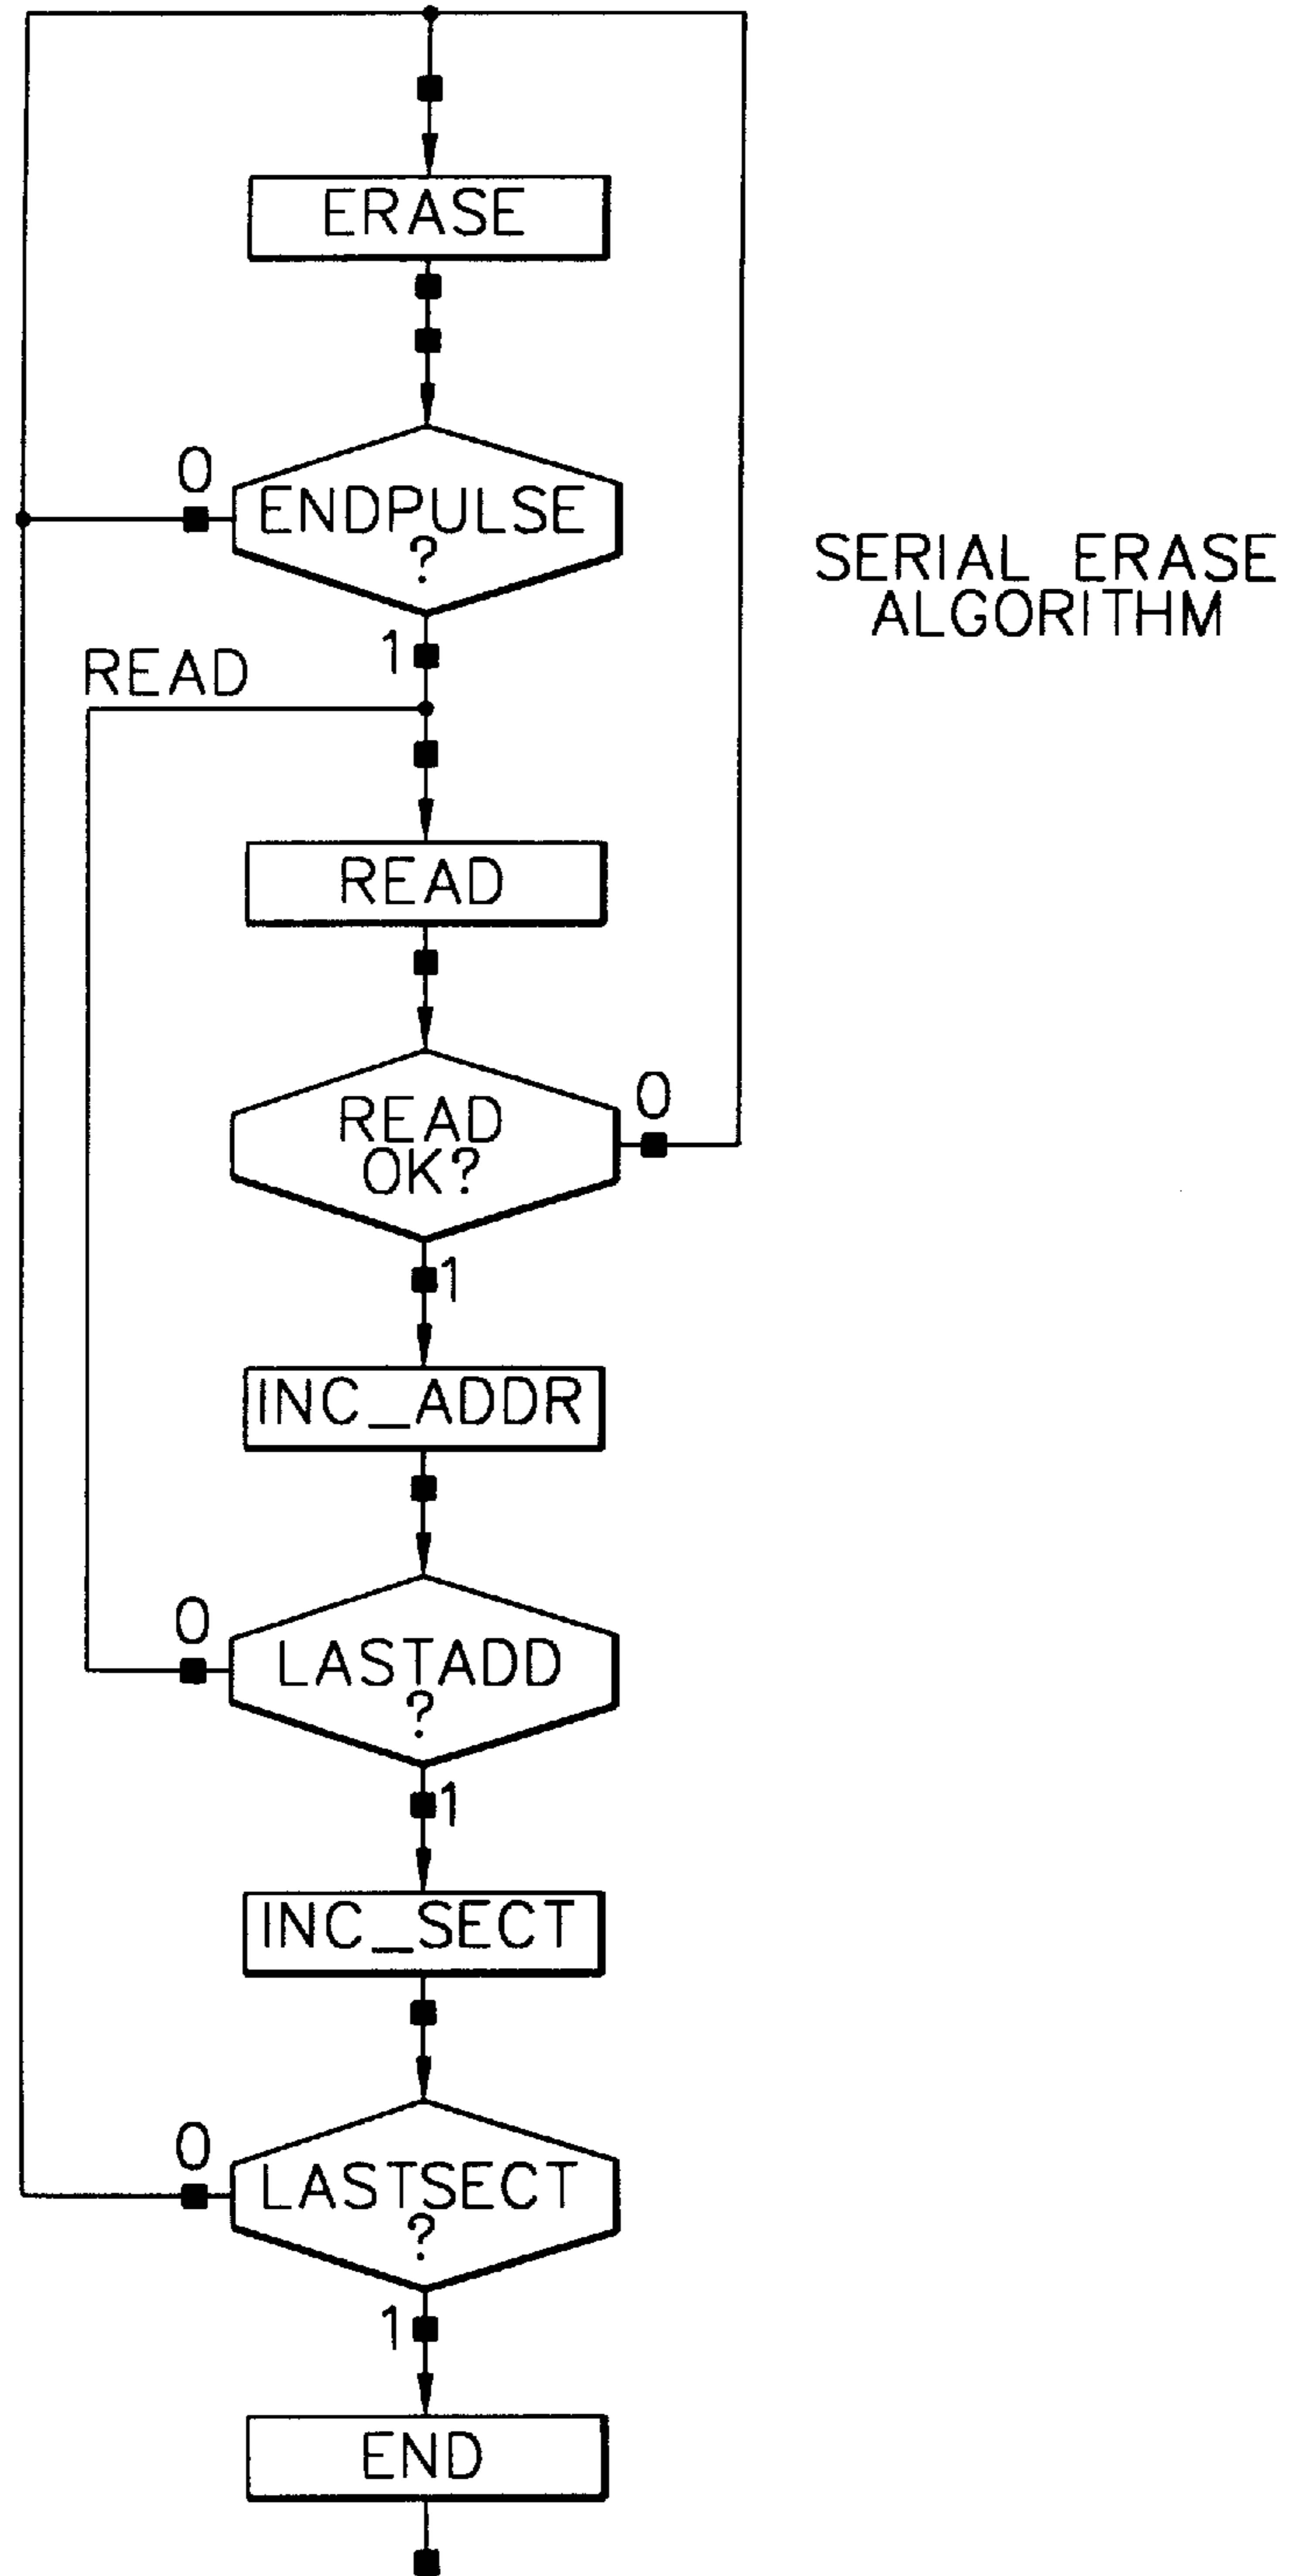 ERASE
0
ENDPULSE
?
SERIAL ERASE
ALGORITHM
1
READ
READ
READ
OK?
0
1
INC_ADDR
0
LASTADD
?
1
INC_SECT
0
LASTSECT
?
1
END